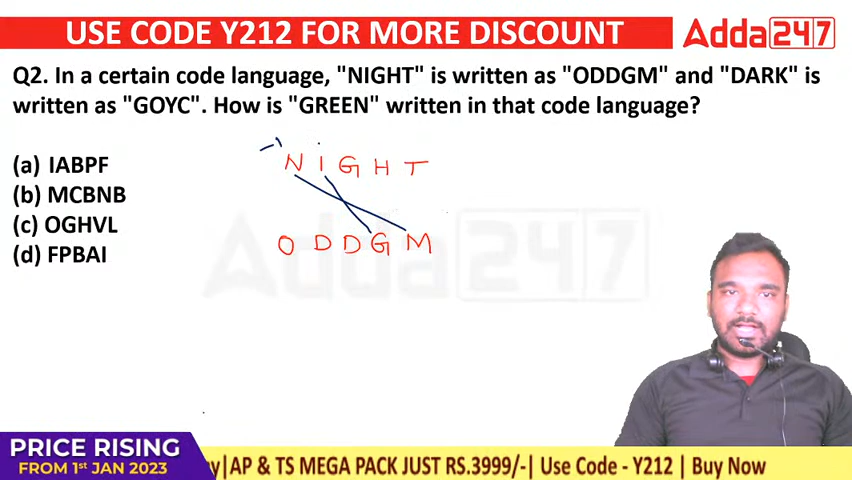 USE CODE Y212 FOR MORE DISCOUNT
Adda247
Q2. In a certain code language, "NIGHT" is written as "ODDGM" and "DARK" is
written as "GOYC". How is "GREEN" written in that code language?
(a) IABPF
(b) MCBNB
(c) OGHVL
(d) FPBAI
-1
N i G H T
O D D G M
Adda247
PRICE RISING
FROM 1st JAN 2023
y|AP & TS MEGA PACK JUST RS.3999/-| Use Code - Y212 | Buy Now